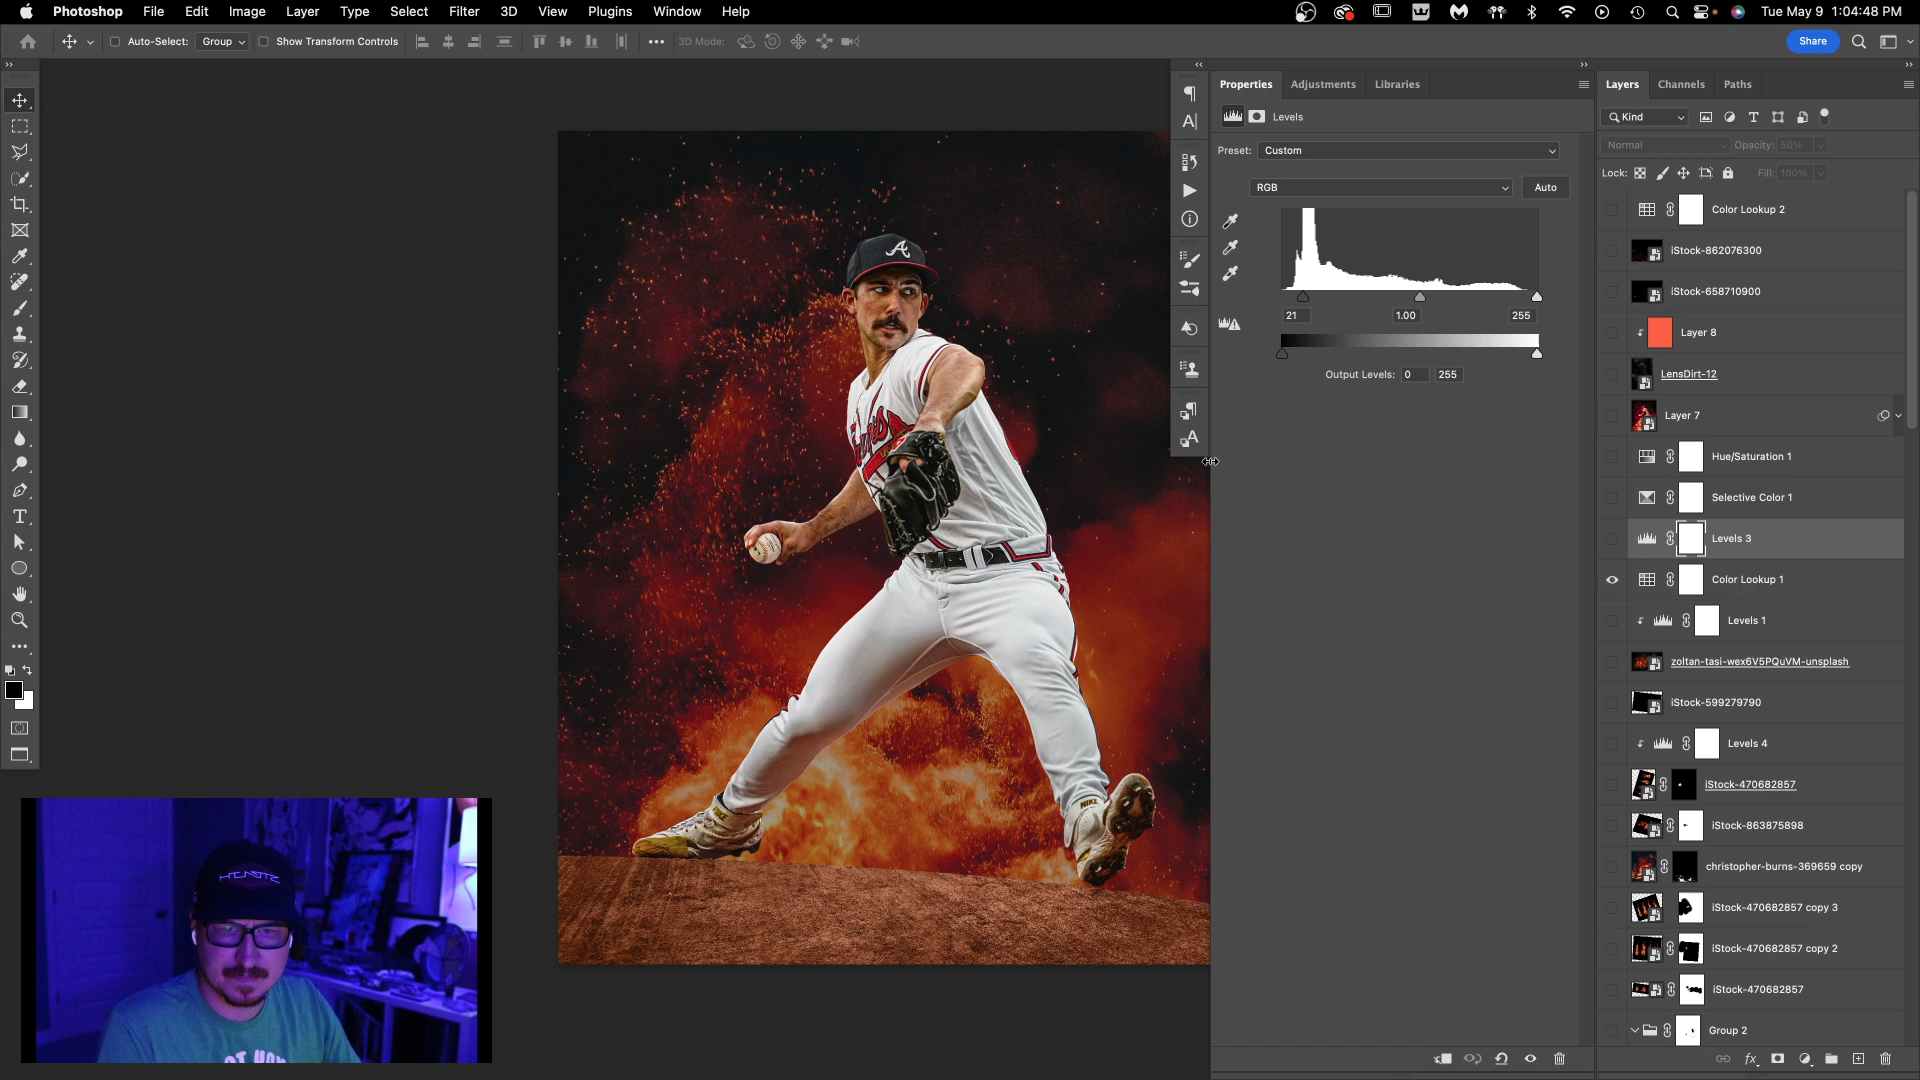 Photoshop File Edit Image Layer Type Select Filter 3D View Plugins Window Help
Tue May 9 1:04:48 PM
Auto-Select: Group Show Transform Controls 3D Mode: Share
Properties Adjustments Libraries
Levels
Preset: Custom
RGB Auto
21 1.00 255
Output Levels: 0 255
Layers Channels Paths
Kind
Normal Opacity: 50%
Lock: Fill: 100%
Color Lookup 2
iStock-862076300
iStock-658710900
Layer 8
LensDirt-12
Layer 7
Hue/Saturation 1
Selective Color 1
Levels 3
Color Lookup 1
Levels 1
zoltan-tasi-wex6V5PQuVM-unsplash
iStock-599279790
Levels 4
iStock-470682857
iStock-863875898
christopher-burns-369659 copy
iStock-470682857 copy 3
iStock-470682857 copy 2
iStock-470682857
Group 2
A
NIKE